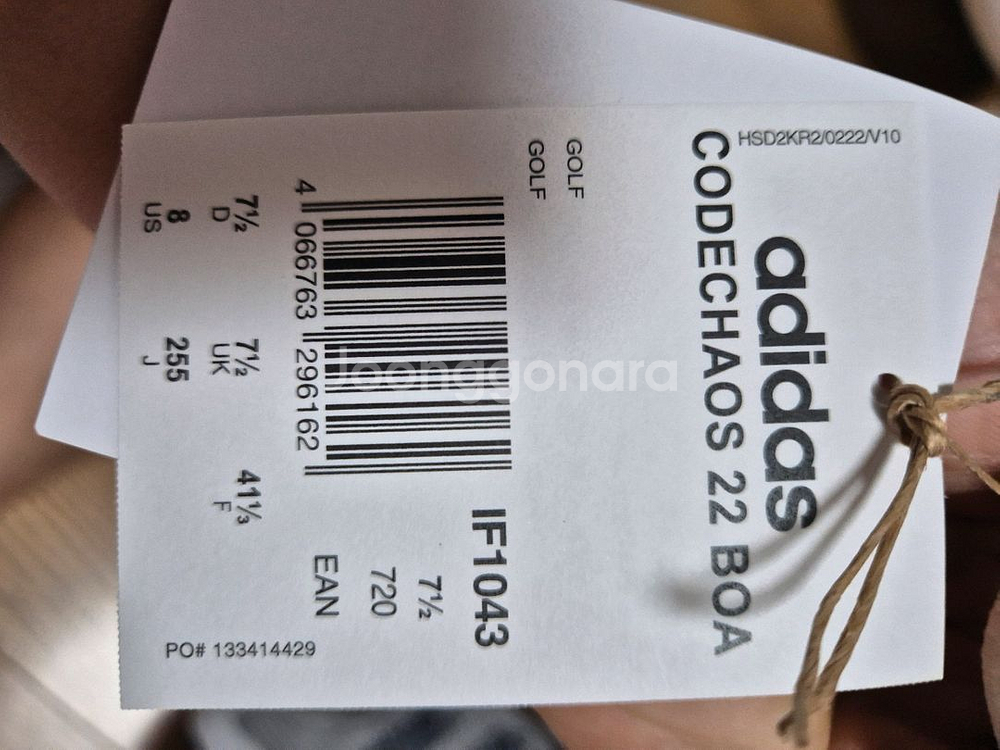 HSD2KR2/0222/V10
adidas
CODECHAOS 22 BOA
GOLF
GOLF
IF1043
7½
720
EAN
4 066763 296162
7½ 7½ 41⅓
D UK F
8 255
US J
PO# 133414429
Joonggonara